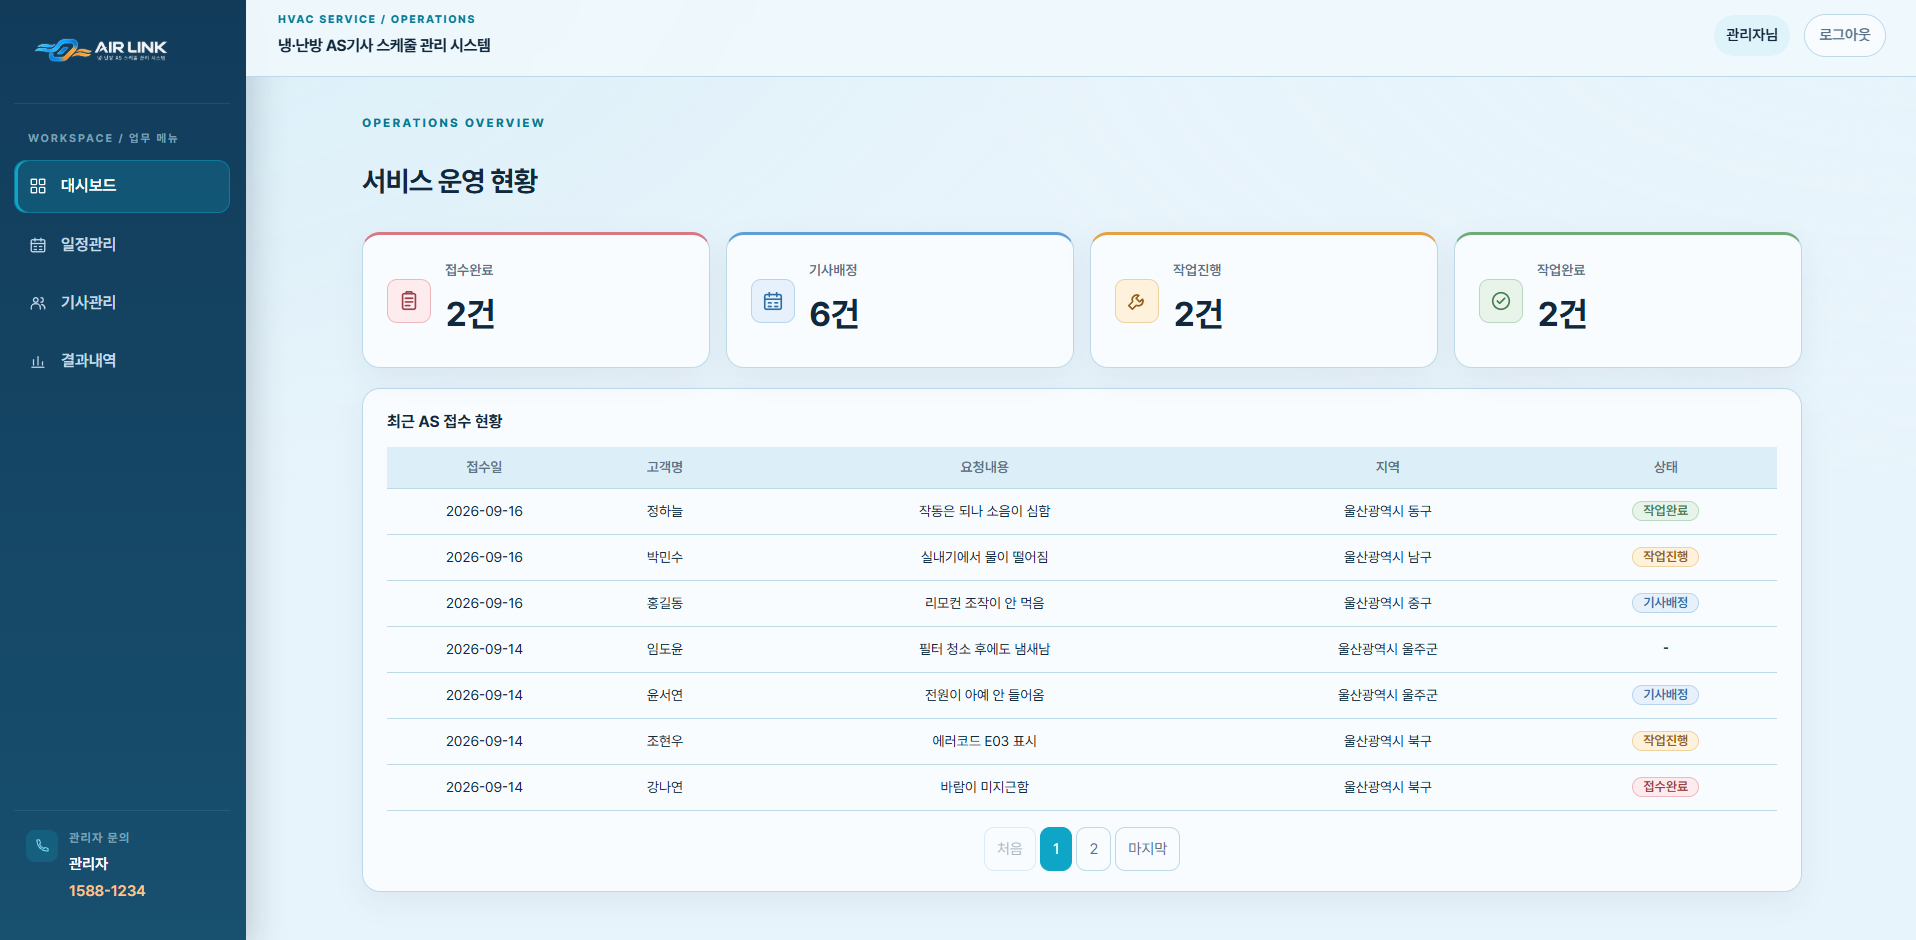 AIR LINK
냉·난방 AS 스케줄 관리 시스템
WORKSPACE / 업무 메뉴
대시보드
일정관리
기사관리
결과내역
관리자 문의
관리자
1588-1234
HVAC SERVICE / OPERATIONS
냉·난방 AS기사 스케줄 관리 시스템
관리자님
로그아웃
OPERATIONS OVERVIEW
서비스 운영 현황
접수완료
2건
기사배정
6건
작업진행
2건
작업완료
2건
최근 AS 접수 현황
접수일 고객명 요청내용 지역 상태
2026-09-16 정하늘 작동은 되나 소음이 심함 울산광역시 동구 작업완료
2026-09-16 박민수 실내기에서 물이 떨어짐 울산광역시 남구 작업진행
2026-09-16 홍길동 리모컨 조작이 안 먹음 울산광역시 중구 기사배정
2026-09-14 임도윤 필터 청소 후에도 냄새남 울산광역시 울주군 -
2026-09-14 윤서연 전원이 아예 안 들어옴 울산광역시 울주군 기사배정
2026-09-14 조현우 에러코드 E03 표시 울산광역시 북구 작업진행
2026-09-14 강나연 바람이 미지근함 울산광역시 북구 접수완료
처음 1 2 마지막